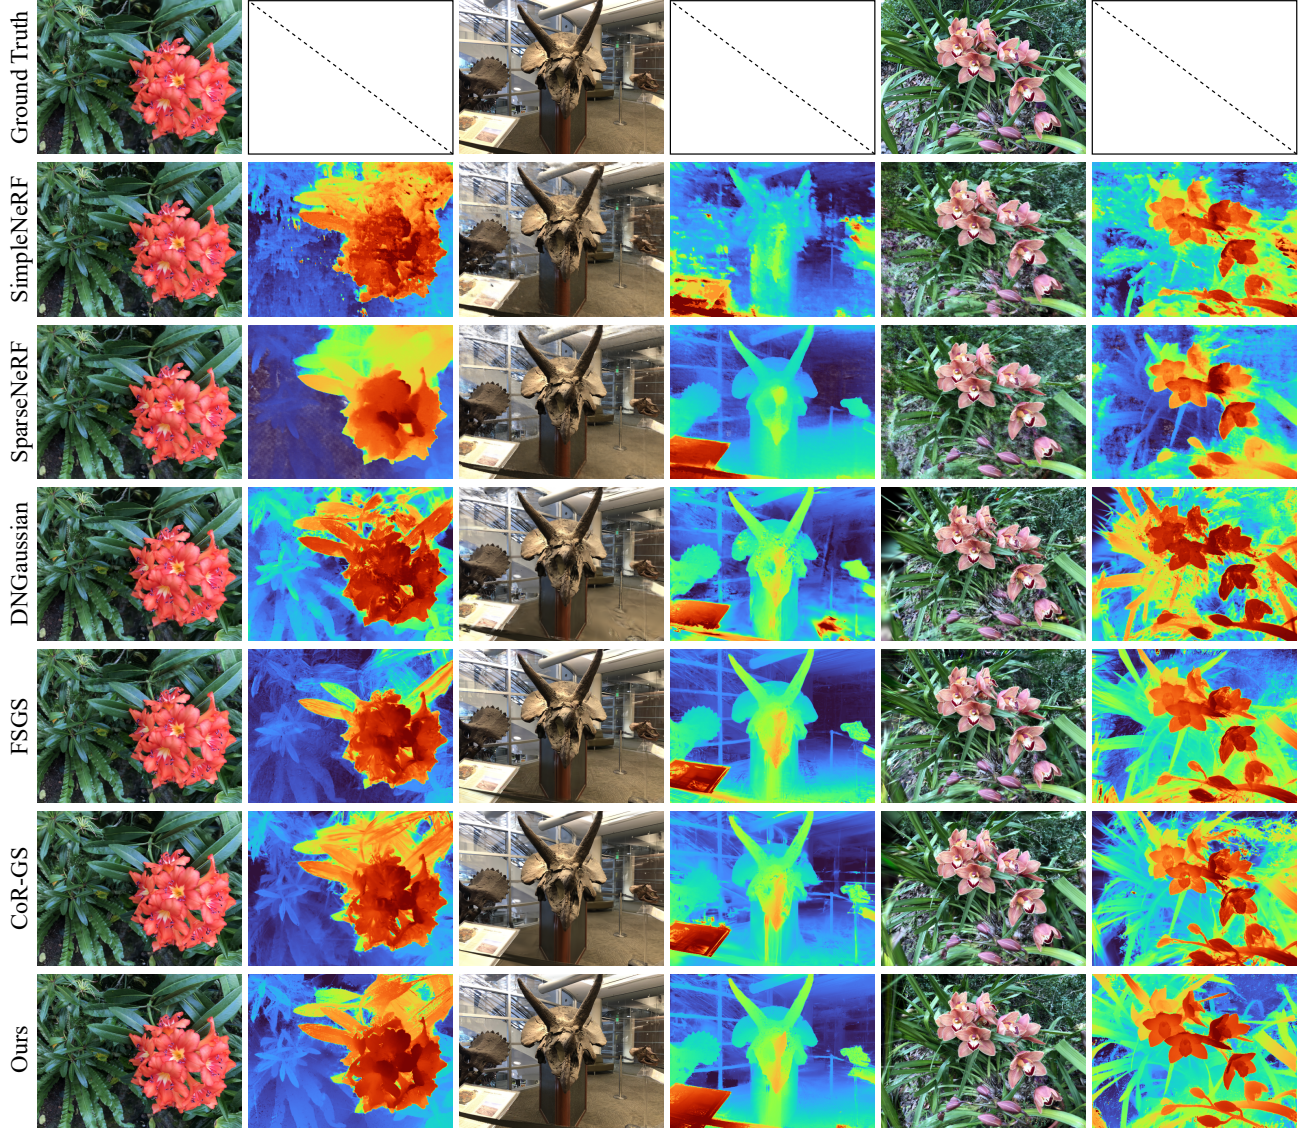 Ground Truth
SimpleNeRF
SparseNeRF
DNGaussian
FSGS
CoR-GS
Ours